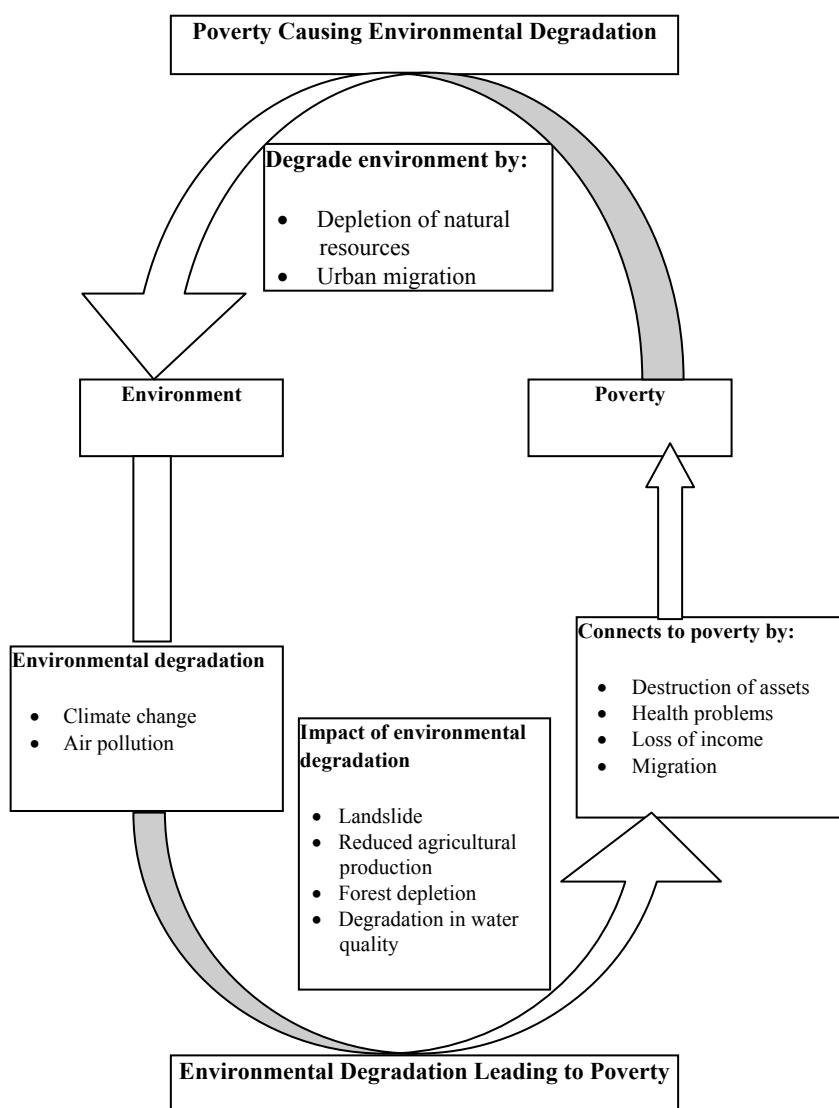 Poverty Causing Environmental Degradation
Degrade environment by:
• Depletion of natural
resources
• Urban migration
Environment
Poverty
Environmental degradation
• Climate change
• Air pollution
Impact of environmental
degradation
• Landslide
• Reduced agricultural
production
• Forest depletion
• Degradation in water
quality
Connects to poverty by:
• Destruction of assets
• Health problems
• Loss of income
• Migration
Environmental Degradation Leading to Poverty